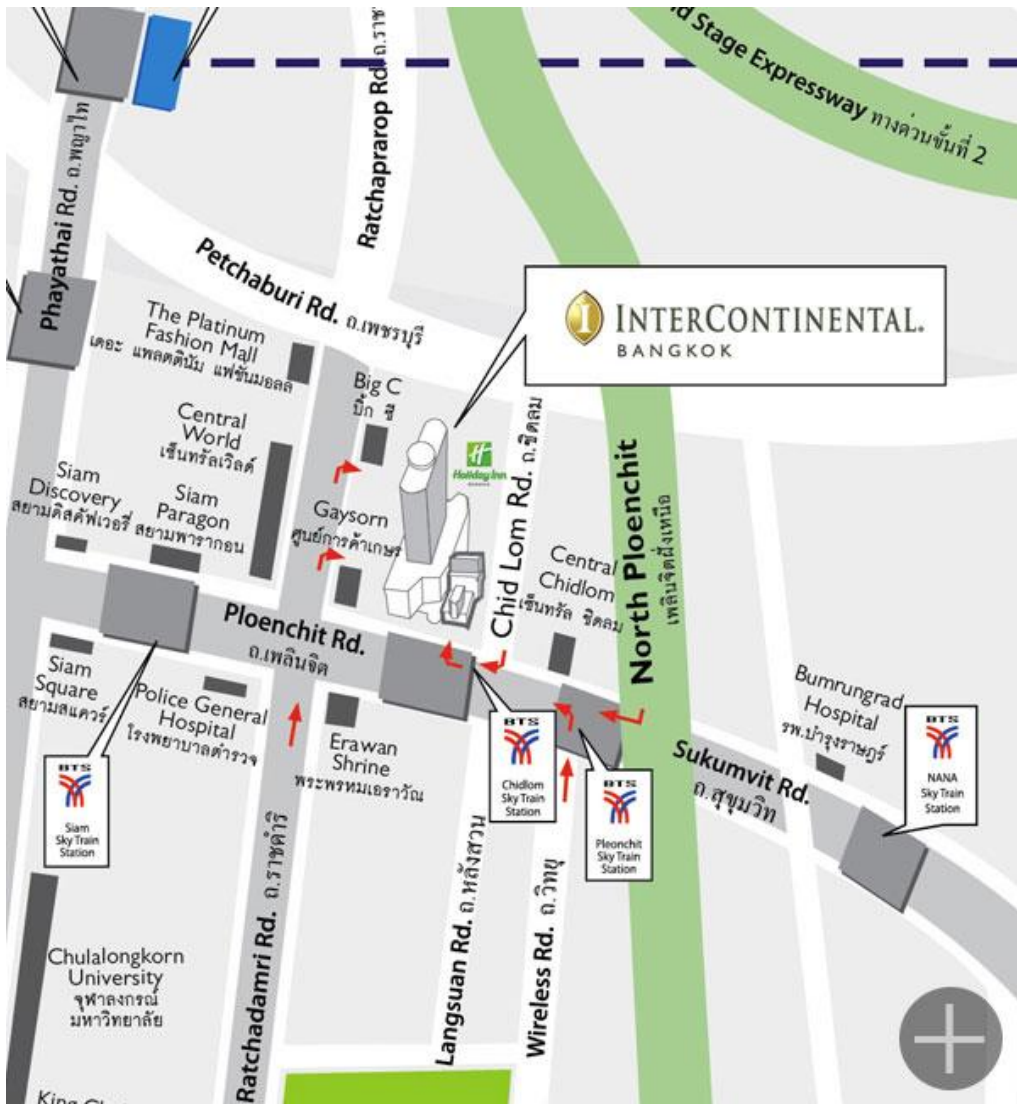 nd Stage Expressway ทางด่วนขั้นที่ 2
Ratchaprarop Rd. ถ.ราช
Phayathai Rd. ถ.พญาไท
Petchaburi Rd. ถ.เพชรบุรี
INTERCONTINENTAL.
BANGKOK
The Platinum
Fashion Mall
เดอะ แพลตตินัม แฟชั่นมอลล
Big C
บิ๊ก ซี
Central
World
เซ็นทรัลเวิลด์
Holiday Inn
BANGKOK
Chid Lom Rd. ถ.ชิดลม
North Ploenchit
เพลินจิตฝั่งเหนือ
Siam
Discovery
สยามดิสคัฟเวอรี่
Siam
Paragon
สยามพารากอน
Gaysorn
ศูนย์การค้าเกษร
Central
Chidlom
เซ็นทรัล ชิดลม
Ploenchit Rd.
ถ.เพลินจิต
Siam
Square
สยามสแควร์
Police General
Hospital
โรงพยาบาลตำรวจ
Erawan
Shrine
พระพรหมเอราวัณ
Bumrungrad
Hospital
รพ.บำรุงราษฎร์
Sukumvit Rd.
ถ.สุขุมวิท
BTS
Siam
Sky Train
Station
BTS
Chidlom
Sky Train
Station
BTS
Pleonchit
Sky Train
Station
BTS
NANA
Sky Train
Station
Ratchadamri Rd. ถ.ราชดำริ
Langsuan Rd. ถ.หลังสวน
Wireless Rd. ถ.วิทยุ
Chulalongkorn
University
จุฬาลงกรณ์
มหาวิทยาลัย